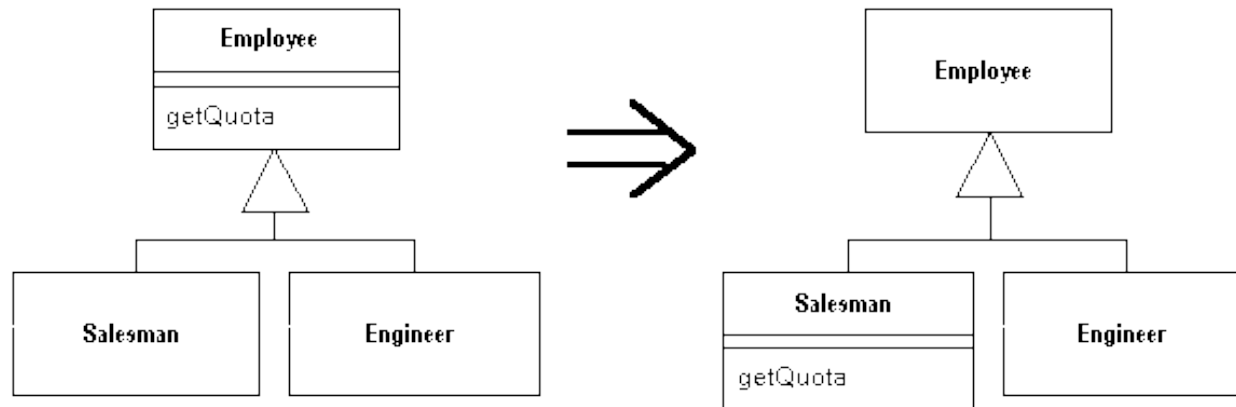 Employee
getQuota
Salesman
Engineer
Employee
Salesman
getQuota
Engineer